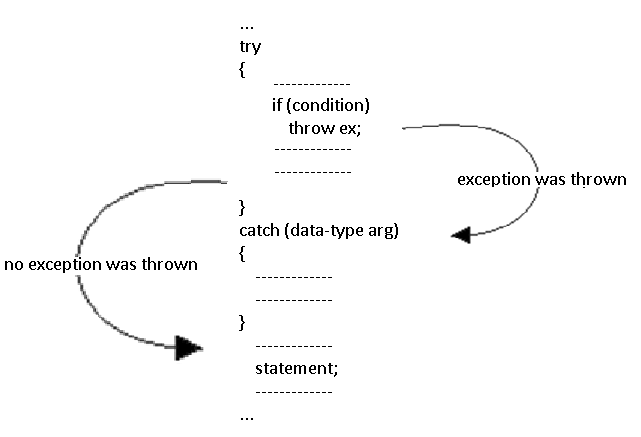 ...
try
{
-------------
if (condition)
throw ex;
-------------
-------------
exception was thrown
}
catch (data-type arg)
{
no exception was thrown
-------------
-------------
}
-------------
statement;
-------------
...